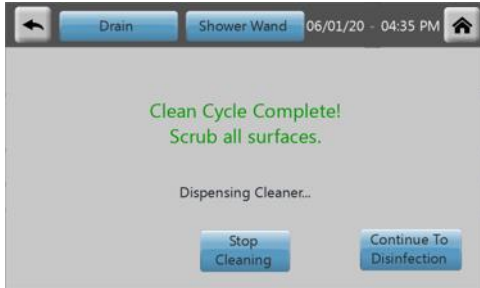 Drain Shower Wand 06/01/20 - 04:35 PM
Clean Cycle Complete!
Scrub all surfaces.
Dispensing Cleaner...
Stop Cleaning
Continue To Disinfection